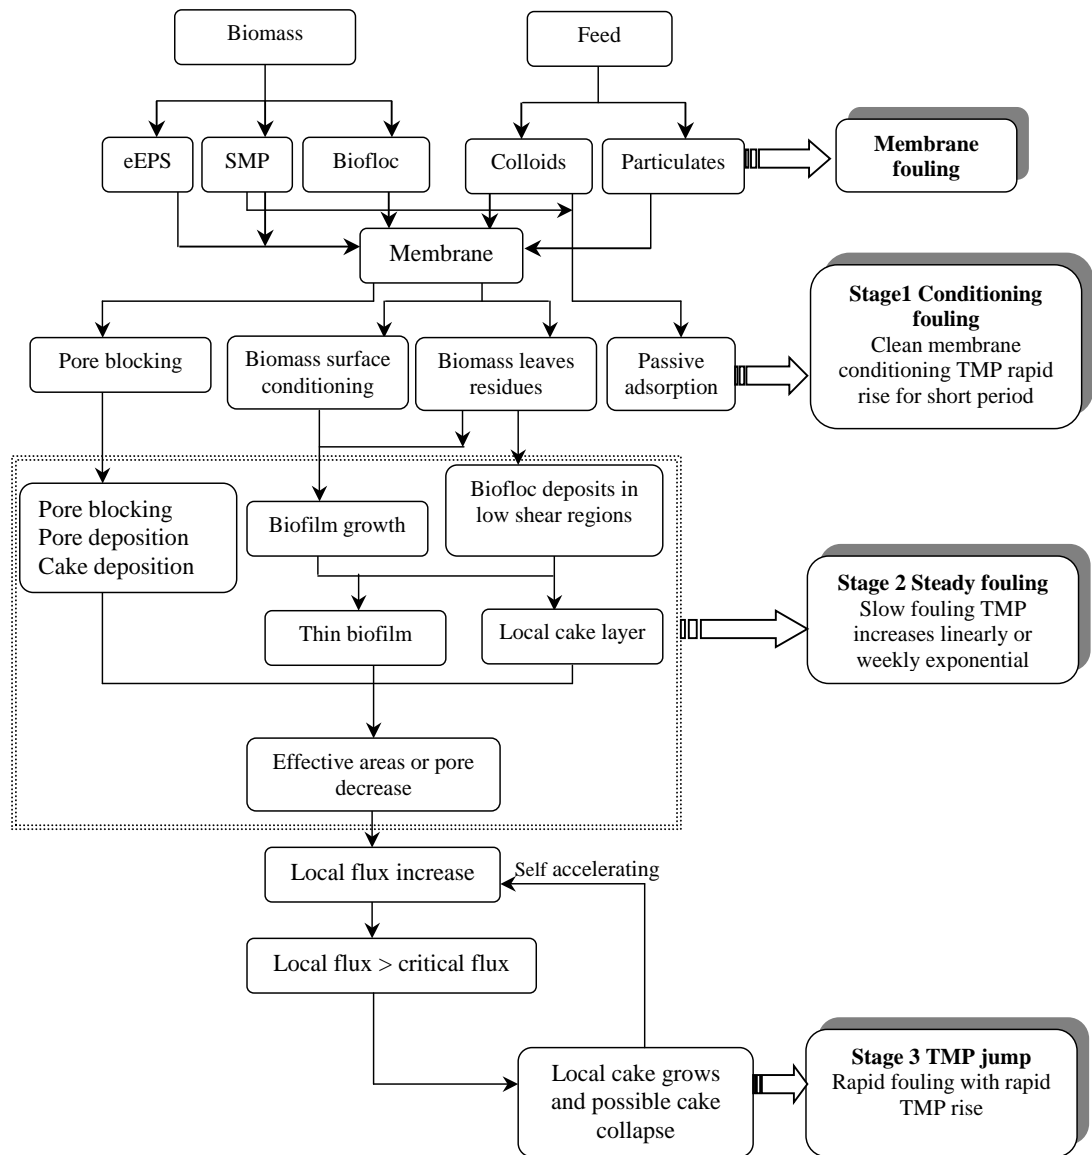 Biomass
Feed
eEPS
SMP
Biofloc
Colloids
Particulates
Membrane
fouling
Membrane
Stage1 Conditioning
fouling
Clean membrane
conditioning TMP rapid
rise for short period
Pore blocking
Biomass surface
conditioning
Biomass leaves
residues
Passive
adsorption
Pore blocking
Pore deposition
Cake deposition
Biofilm growth
Biofloc deposits in
low shear regions
Thin biofilm
Local cake layer
Stage 2 Steady fouling
Slow fouling TMP
increases linearly or
weekly exponential
Effective areas or pore
decrease
Local flux increase
Self accelerating
Local flux > critical flux
Local cake grows
and possible cake
collapse
Stage 3 TMP jump
Rapid fouling with rapid
TMP rise